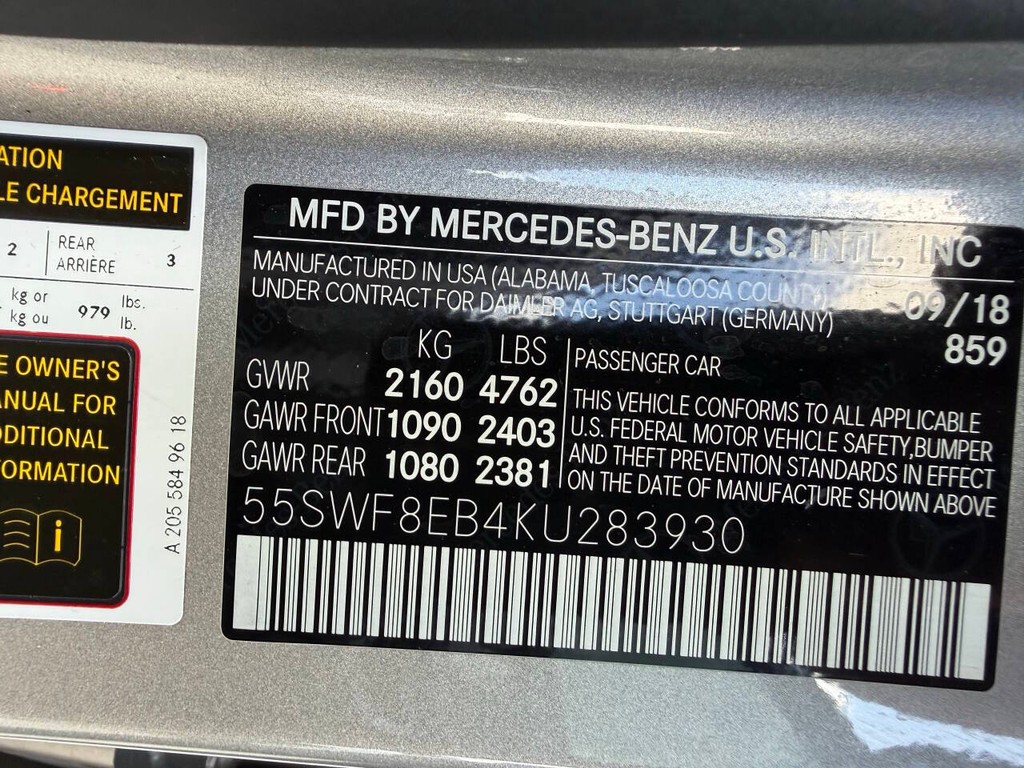 ATION
LE CHARGEMENT
2 REAR ARRIÈRE 3
kg or kg ou 979 lbs. lb.
E OWNER'S
ANUAL FOR
DDITIONAL
FORMATION
i
A 205 584 96 18
MFD BY MERCEDES-BENZ U.S. INTL., INC
MANUFACTURED IN USA (ALABAMA, TUSCALOOSA COUNTY)
UNDER CONTRACT FOR DAIMLER AG, STUTTGART (GERMANY)
09/18
859
KG LBS
GVWR 2160 4762
GAWR FRONT 1090 2403
GAWR REAR 1080 2381
PASSENGER CAR
THIS VEHICLE CONFORMS TO ALL APPLICABLE
U.S. FEDERAL MOTOR VEHICLE SAFETY, BUMPER
AND THEFT PREVENTION STANDARDS IN EFFECT
ON THE DATE OF MANUFACTURE SHOWN ABOVE
55SWF8EB4KU283930